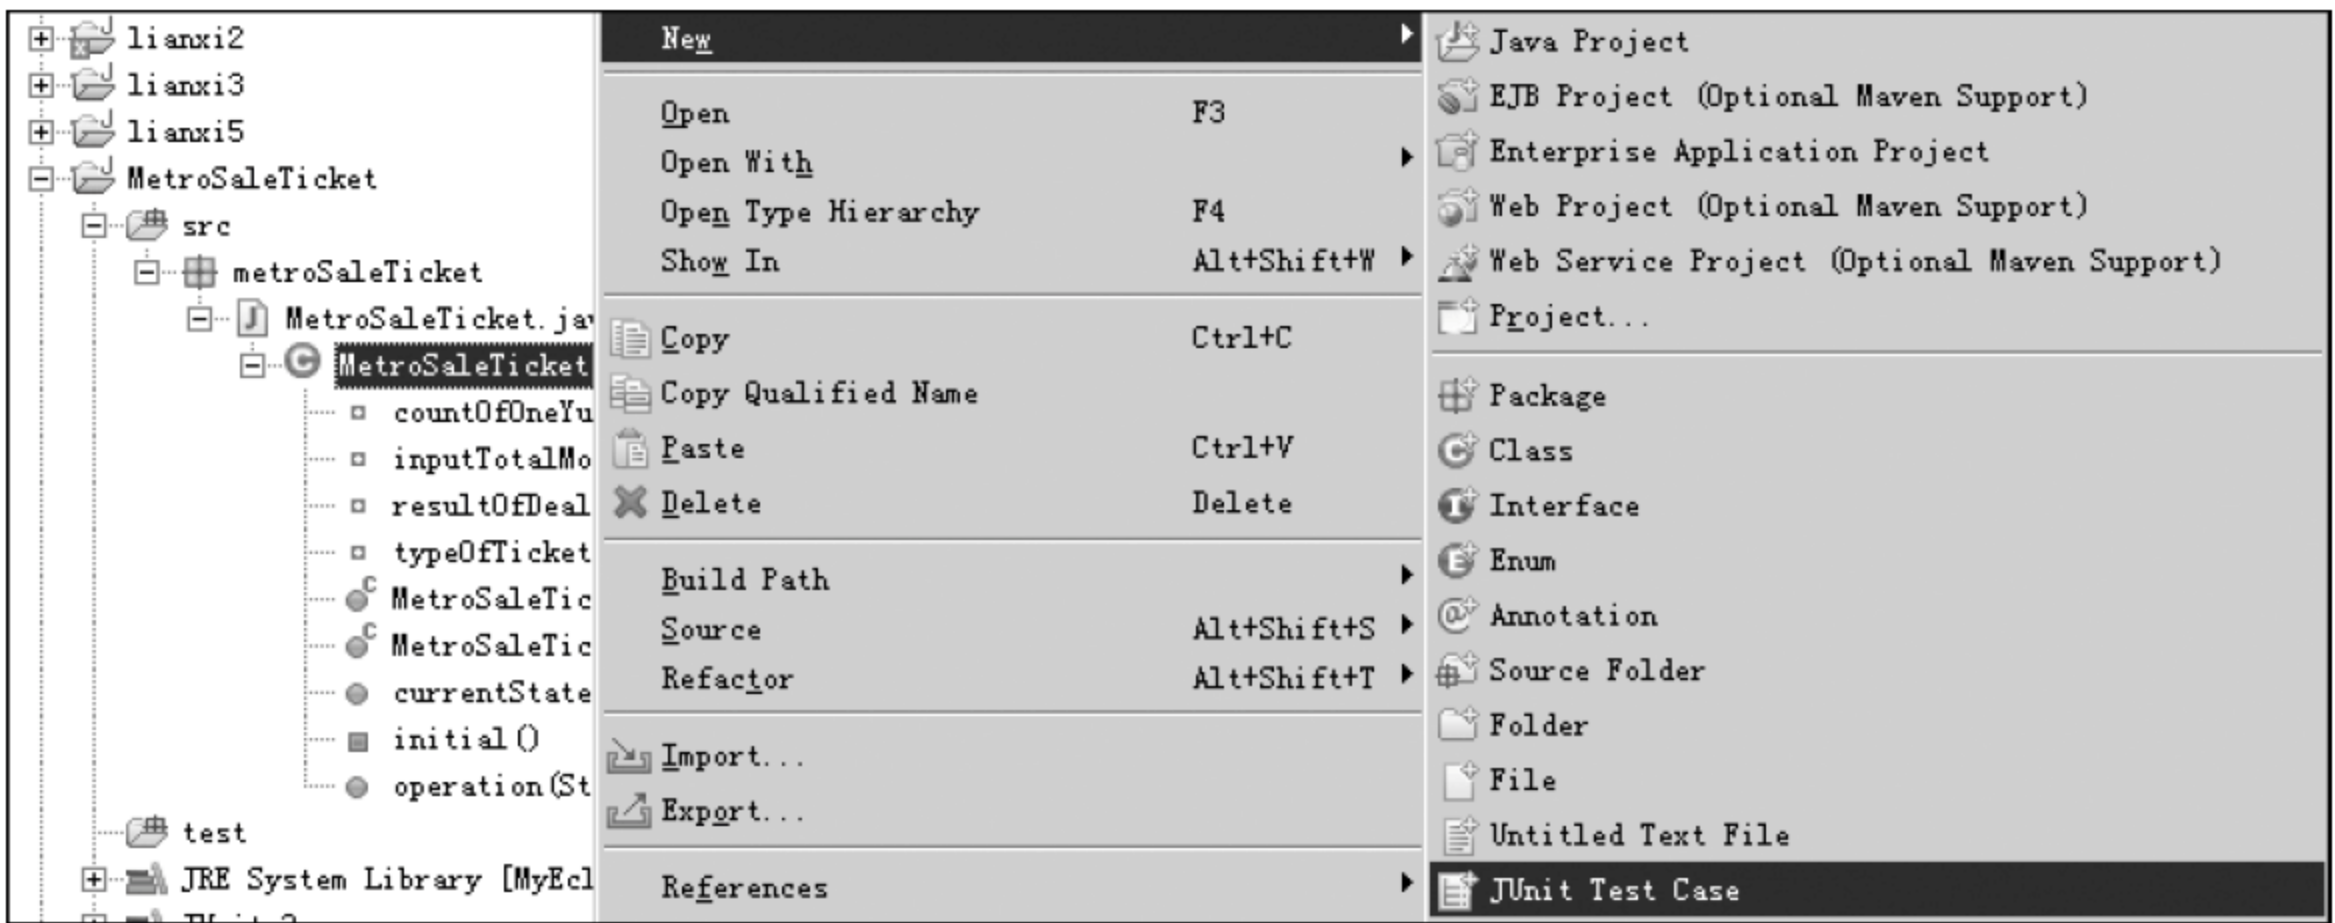 lianxi2
lianxi3
lianxi5
MetroSaleTicket
src
metroSaleTicket
MetroSaleTicket.jav
MetroSaleTicket
countOfOneYu
inputTotalMo
resultOfDeal
typeOfTicket
MetroSaleTic
MetroSaleTic
currentState
initial()
operation(St
test
JRE System Library [MyEcl
New
Open F3
Open With
Open Type Hierarchy F4
Show In Alt+Shift+W
Copy Ctrl+C
Copy Qualified Name
Paste Ctrl+V
Delete Delete
Build Path
Source Alt+Shift+S
Refactor Alt+Shift+T
Import...
Export...
References
Java Project
EJB Project (Optional Maven Support)
Enterprise Application Project
Web Project (Optional Maven Support)
Web Service Project (Optional Maven Support)
Project...
Package
Class
Interface
Enum
Annotation
Source Folder
Folder
File
Untitled Text File
JUnit Test Case